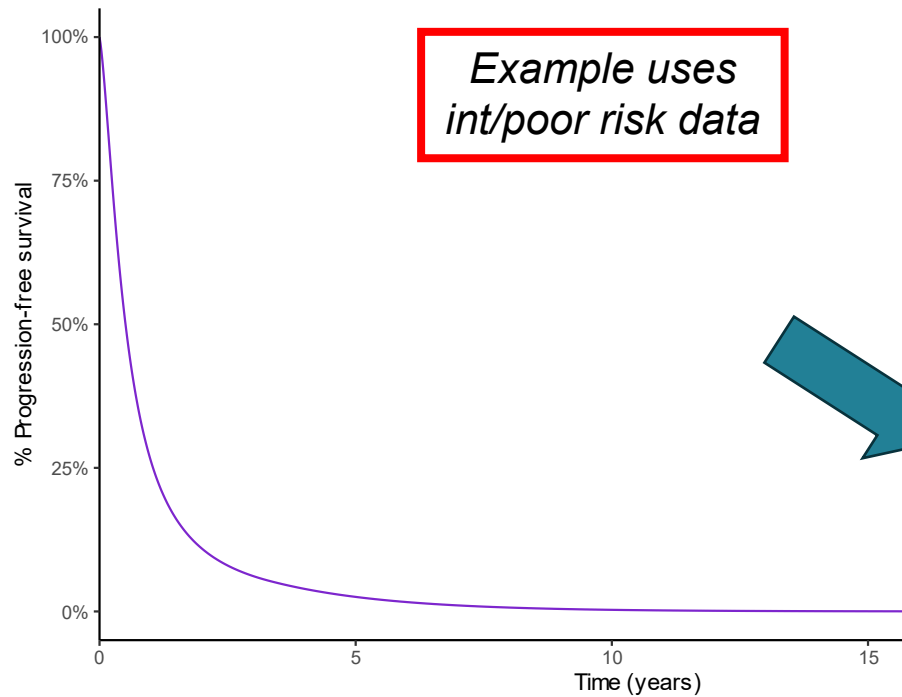 100%
Example uses
int/poor risk data
75%
% Progression-free survival
50%
25%
0%
0
5
10
15
Time (years)